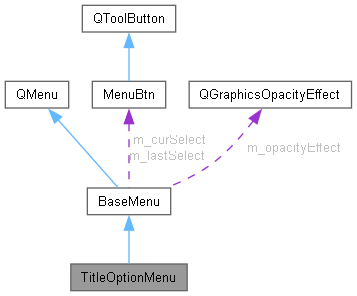 QToolButton
QMenu
MenuBtn
QGraphicsOpacityEffect
m_curSelect
m_lastSelect
m_opacityEffect
BaseMenu
TitleOptionMenu